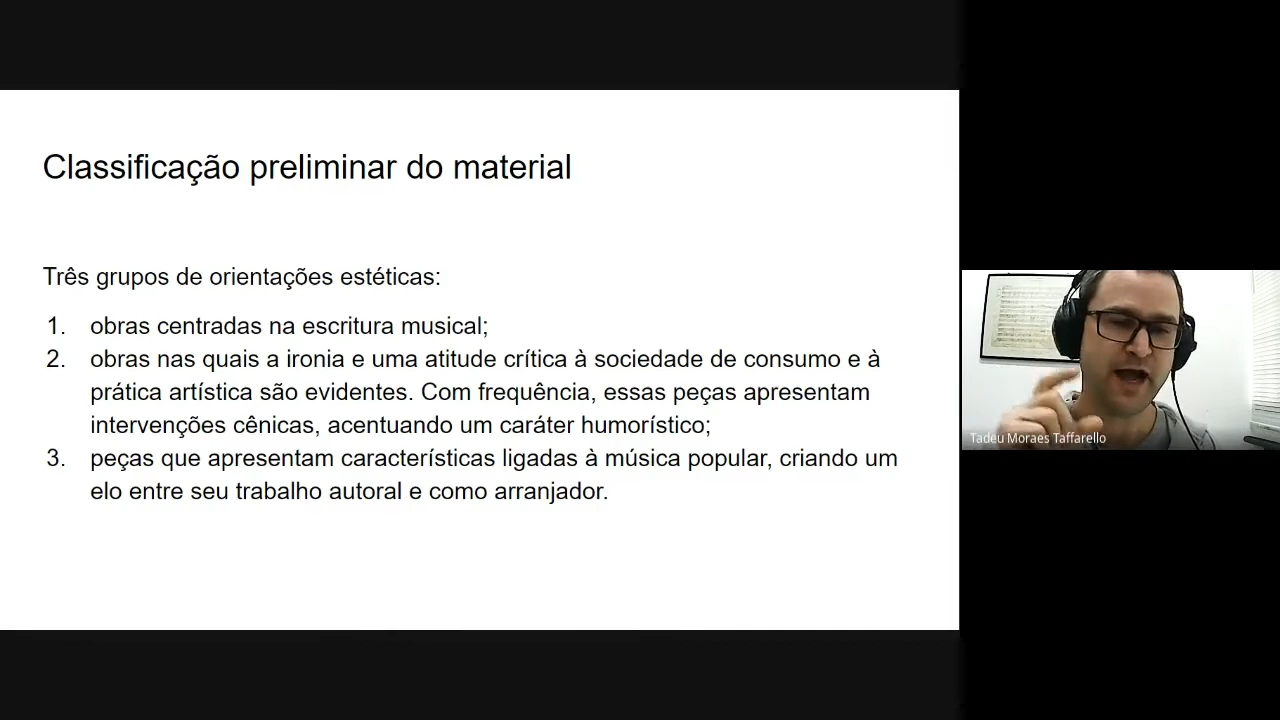 Classificação preliminar do material
Três grupos de orientações estéticas:
1. obras centradas na escritura musical;
2. obras nas quais a ironia e uma atitude crítica à sociedade de consumo e à
prática artística são evidentes. Com frequência, essas peças apresentam
intervenções cênicas, acentuando um caráter humorístico;
3. peças que apresentam características ligadas à música popular, criando um
elo entre seu trabalho autoral e como arranjador.
Tadeu Moraes Taffarello